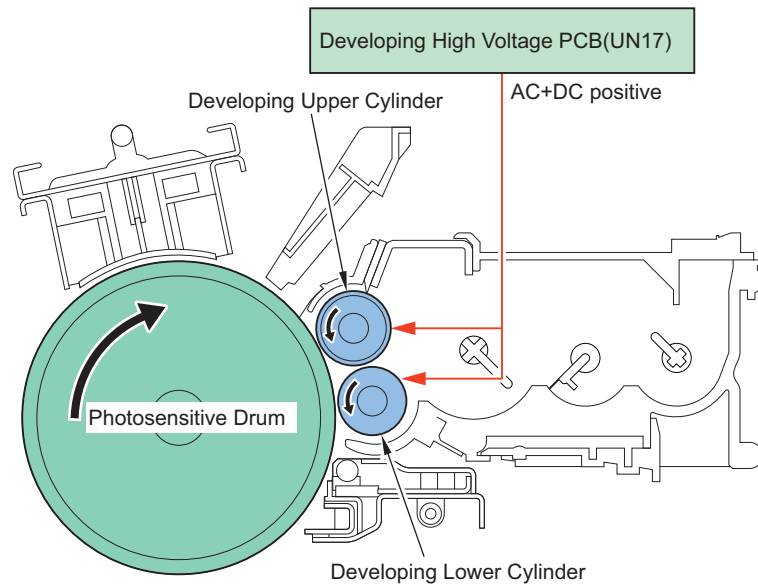 Developing High Voltage PCB(UN17)
AC+DC positive
Developing Upper Cylinder
Photosensitive Drum
Developing Lower Cylinder